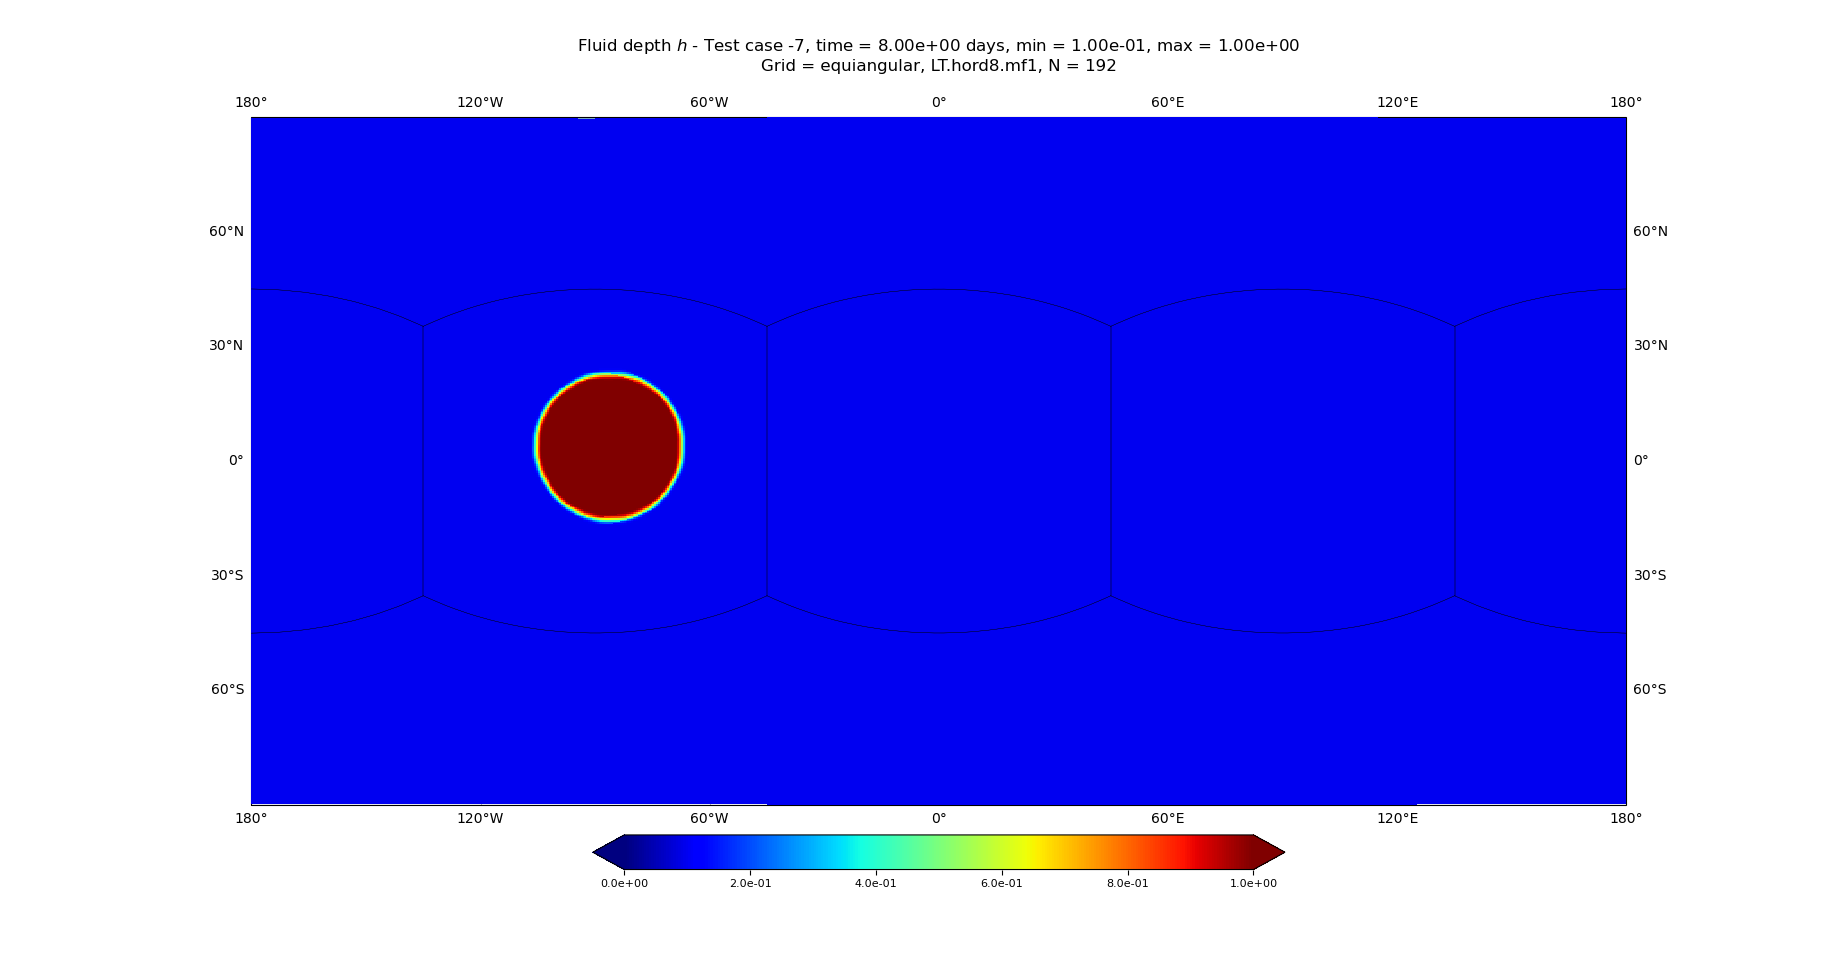 Fluid depth h - Test case -7, time = 8.00e+00 days, min = 1.00e-01, max = 1.00e+00
Grid = equiangular, LT.hord8.mf1, N = 192
180° 120°W 60°W 0° 60°E 120°E 180°
60°N 60°N
30°N 30°N
0° 0°
30°S 30°S
60°S 60°S
180° 120°W 60°W 0° 60°E 120°E 180°
0.0e+00 2.0e-01 4.0e-01 6.0e-01 8.0e-01 1.0e+00